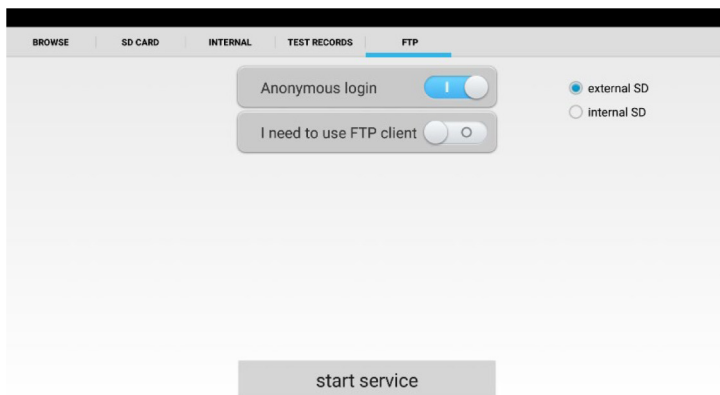 BROWSE SD CARD INTERNAL TEST RECORDS FTP
Anonymous login
external SD
internal SD
I need to use FTP client
start service